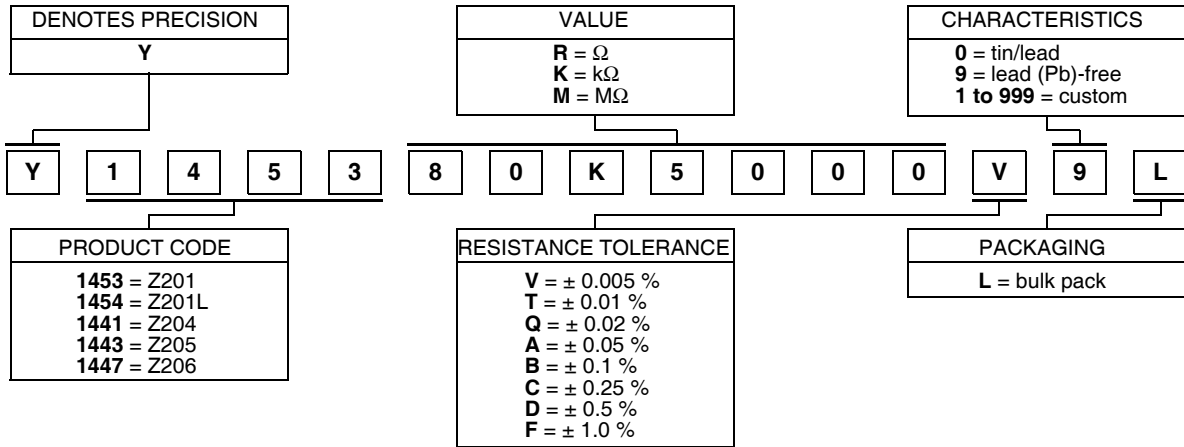 DENOTES PRECISION
Y
VALUE
R = Ω
K = kΩ
M = MΩ
CHARACTERISTICS
0 = tin/lead
9 = lead (Pb)-free
1 to 999 = custom
Y 1 4 5 3 8 0 K 5 0 0 0 V 9 L
PRODUCT CODE
1453 = Z201
1454 = Z201L
1441 = Z204
1443 = Z205
1447 = Z206
RESISTANCE TOLERANCE
V = ± 0.005 %
T = ± 0.01 %
Q = ± 0.02 %
A = ± 0.05 %
B = ± 0.1 %
C = ± 0.25 %
D = ± 0.5 %
F = ± 1.0 %
PACKAGING
L = bulk pack